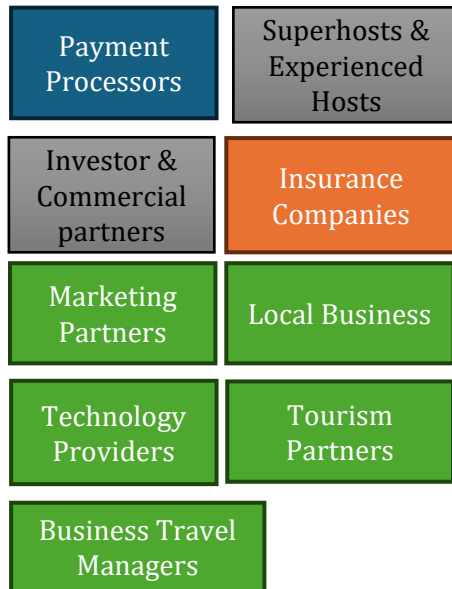 Payment
Processors
Superhosts &
Experienced
Hosts
Investor &
Commercial
partners
Insurance
Companies
Marketing
Partners
Local Business
Technology
Providers
Tourism
Partners
Business Travel
Managers